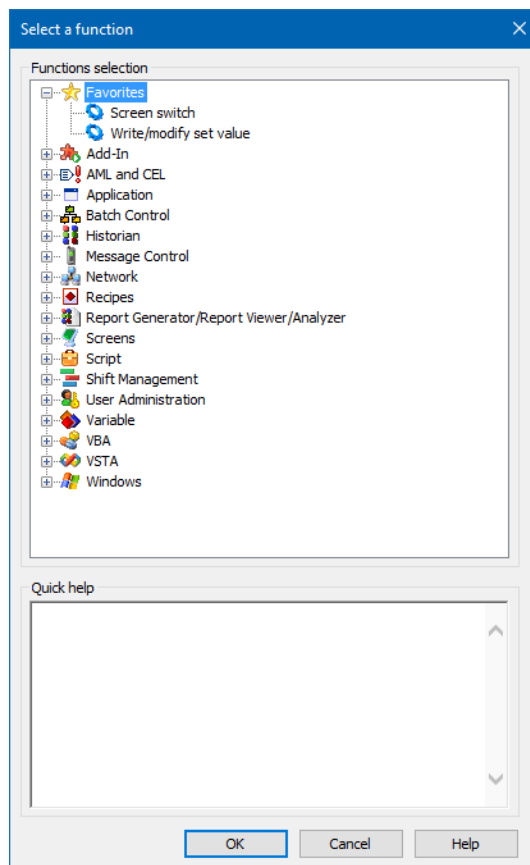 Select a function
Functions selection
Favorites
Screen switch
Write/modify set value
Add-In
AML and CEL
Application
Batch Control
Historian
Message Control
Network
Recipes
Report Generator/Report Viewer/Analyzer
Screens
Script
Shift Management
User Administration
Variable
VBA
VSTA
Windows
Quick help
OK Cancel Help